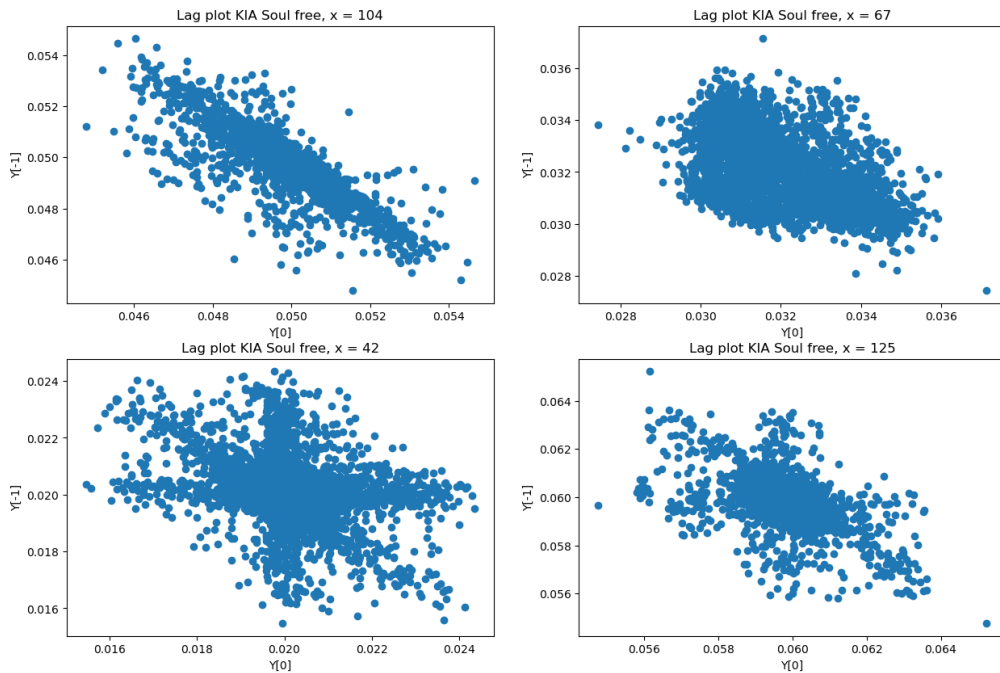 Lag plot KIA Soul free, x = 104
Y[-1]
0.054
0.052
0.050
0.048
0.046
0.046 0.048 0.050 0.052 0.054
Y[0]
Lag plot KIA Soul free, x = 67
Y[-1]
0.036
0.034
0.032
0.030
0.028
0.028 0.030 0.032 0.034 0.036
Y[0]
Lag plot KIA Soul free, x = 42
Y[-1]
0.024
0.022
0.020
0.018
0.016
0.016 0.018 0.020 0.022 0.024
Y[0]
Lag plot KIA Soul free, x = 125
Y[-1]
0.064
0.062
0.060
0.058
0.056
0.056 0.058 0.060 0.062 0.064
Y[0]